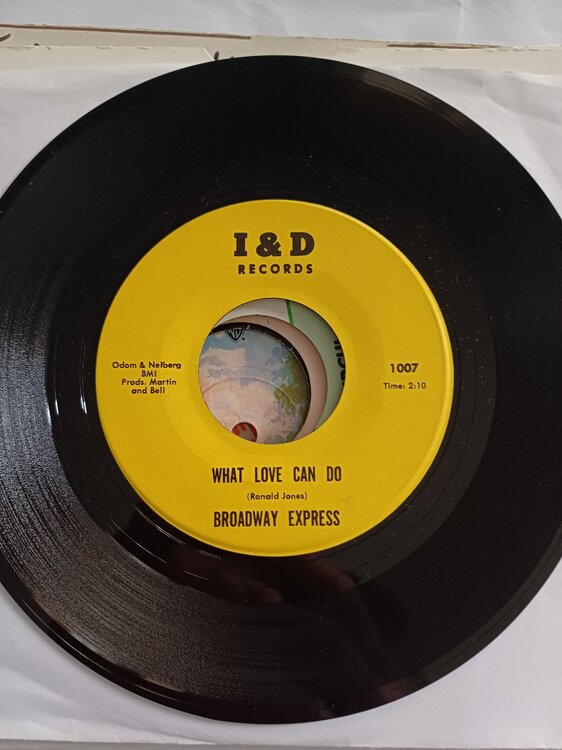 I & D
RECORDS
Odom & Neiberg
BMI
Prods. Martin
and Bell
1007
Time: 2:10
WHAT LOVE CAN DO
(Ronald Jones)
BROADWAY EXPRESS